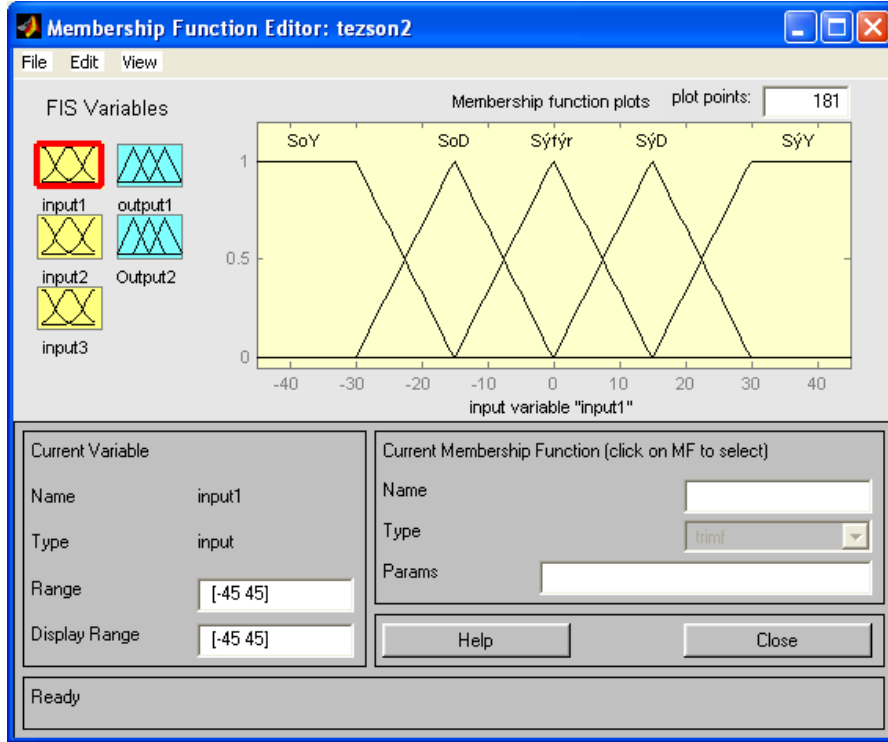 Membership Function Editor: tezson2
File Edit View
FIS Variables
Membership function plots plot points: 181
input1 output1
input2 Output2
input3
SoY SoD Sýfýr SýD SýY
1
0.5
0
-40 -30 -20 -10 0 10 20 30 40
input variable "input1"
Current Variable
Name input1
Type input
Range [-45 45]
Display Range [-45 45]
Current Membership Function (click on MF to select)
Name
Type trimf
Params
Help Close
Ready